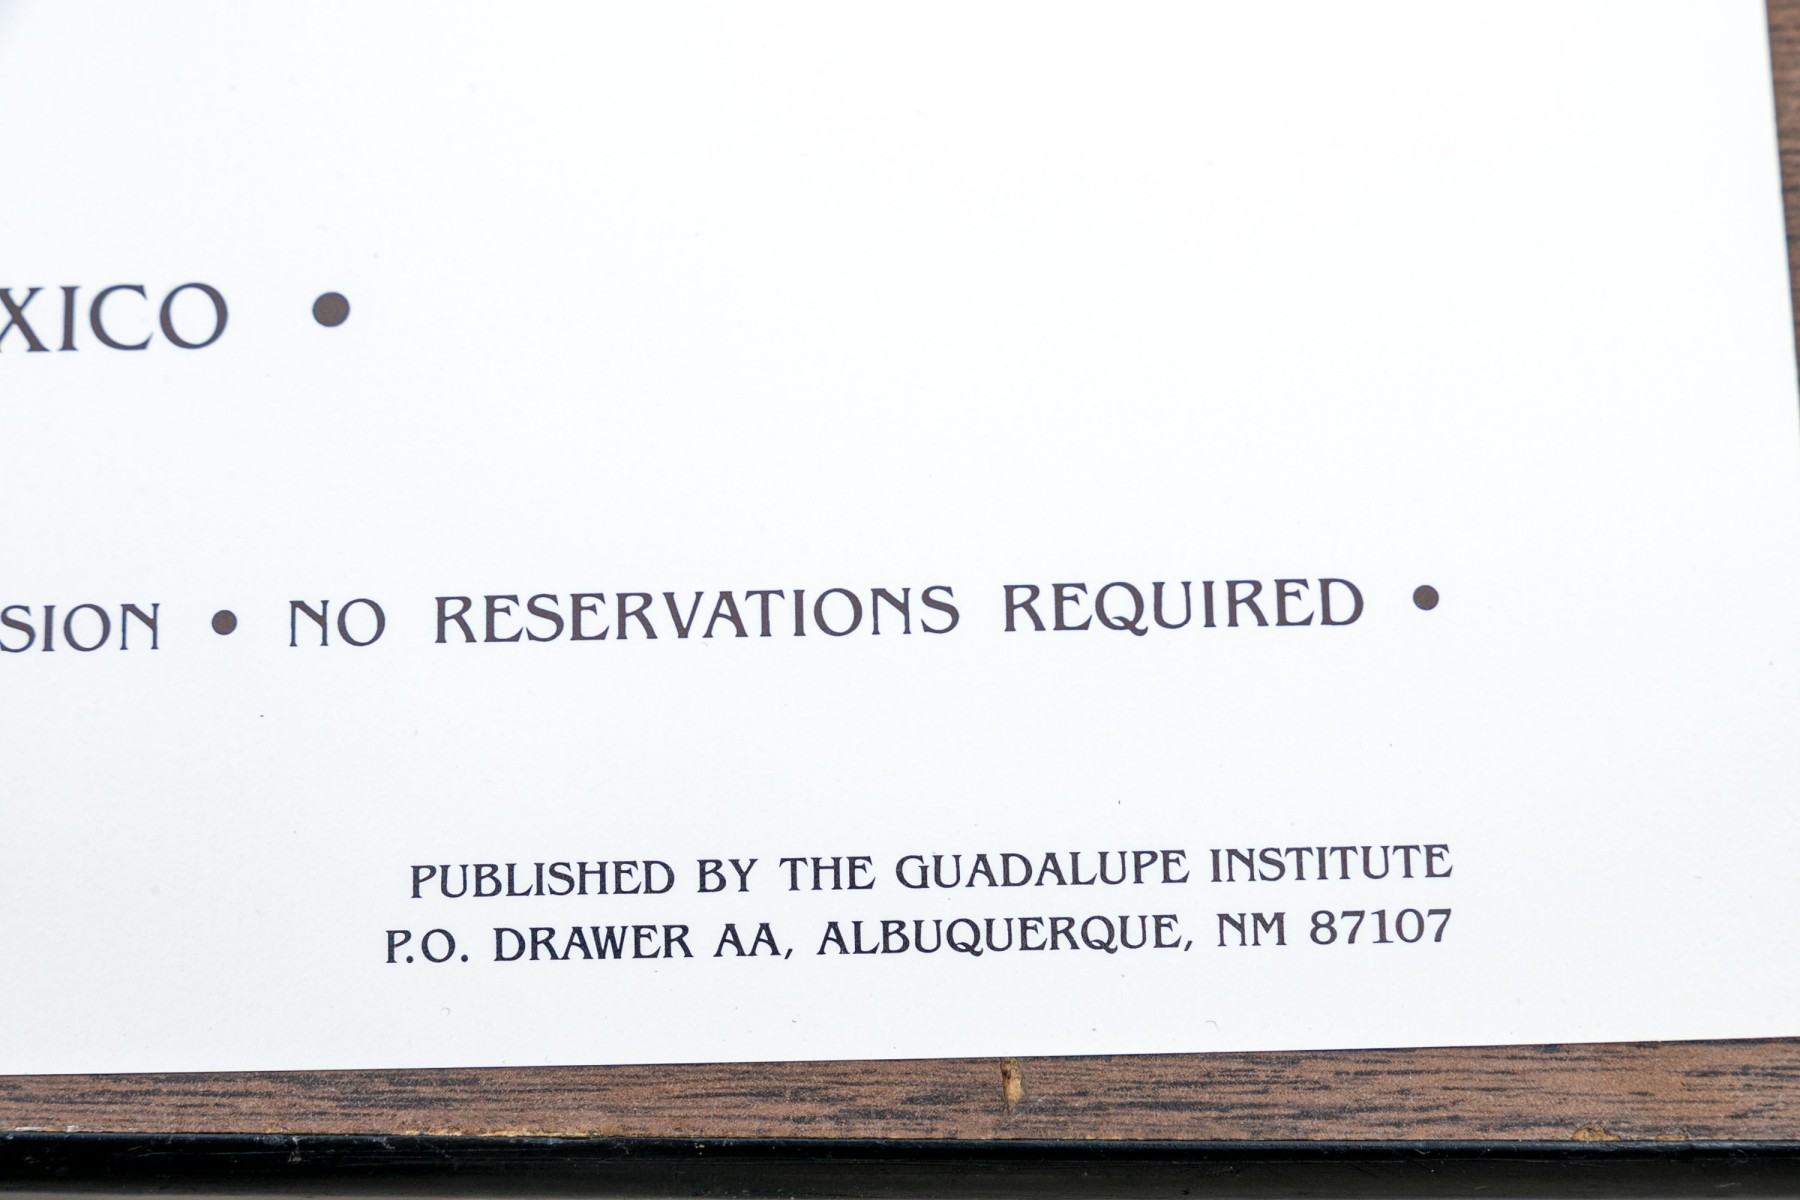 XICO •
SION • NO RESERVATIONS REQUIRED •
PUBLISHED BY THE GUADALUPE INSTITUTE
P.O. DRAWER AA, ALBUQUERQUE, NM 87107